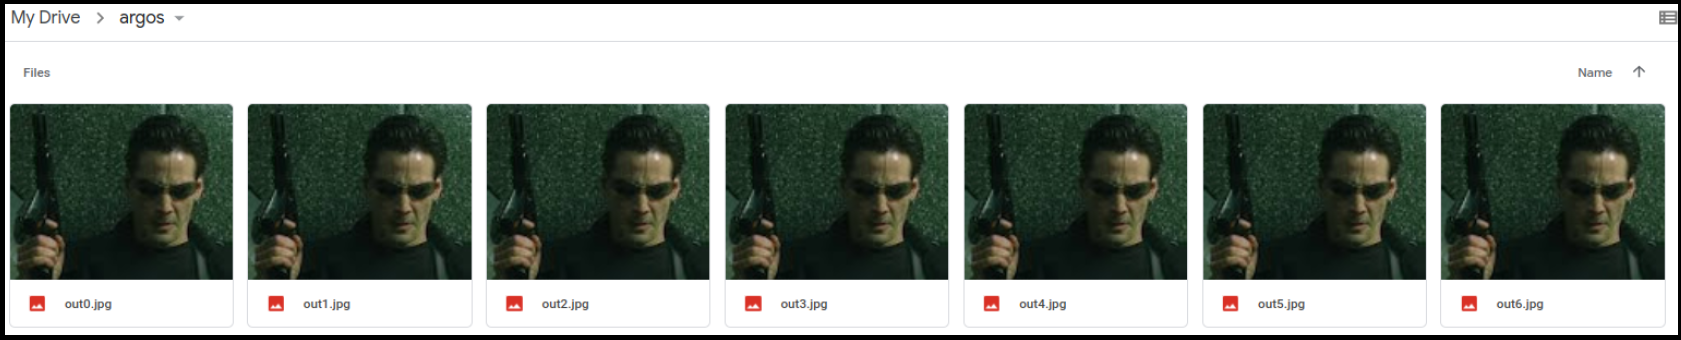 My Drive > argos
Files Name
out0.jpg out1.jpg out2.jpg out3.jpg out4.jpg out5.jpg out6.jpg